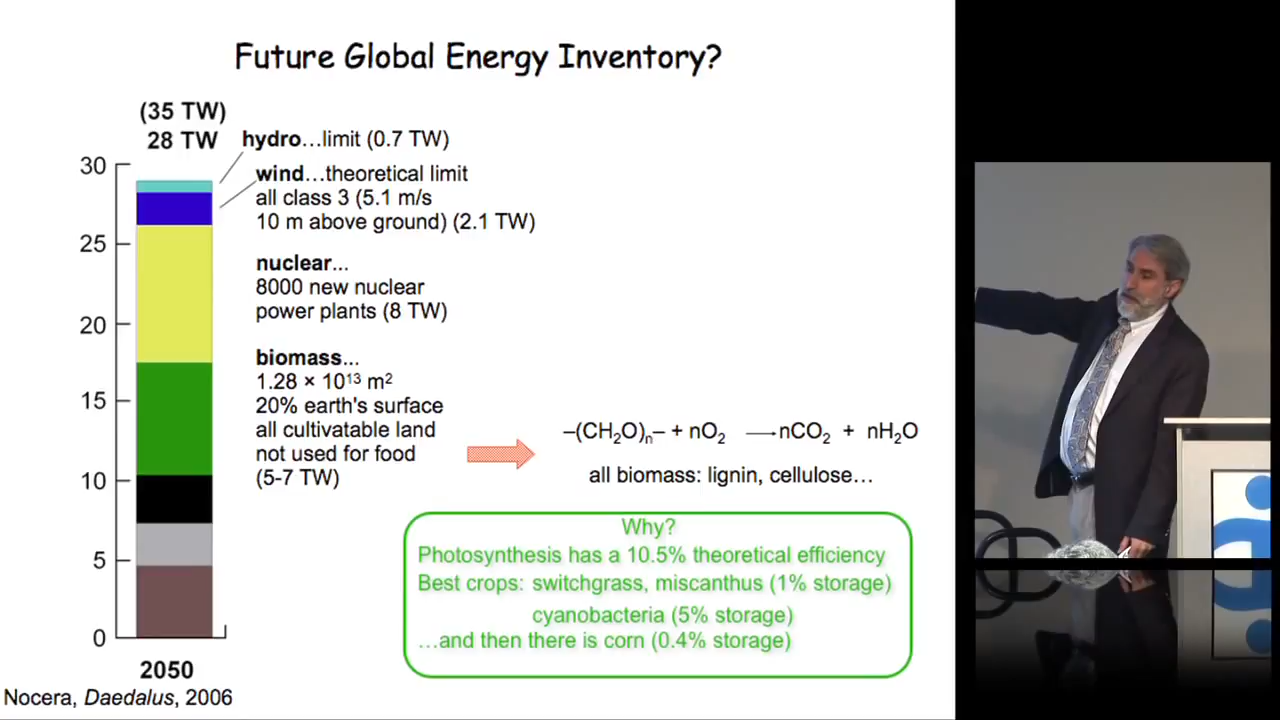 Future Global Energy Inventory?
(35 TW)
28 TW
30
25
20
15
10
5
0
2050
hydro...limit (0.7 TW)
wind...theoretical limit
all class 3 (5.1 m/s
10 m above ground) (2.1 TW)
nuclear...
8000 new nuclear
power plants (8 TW)
biomass...
1.28 × 10¹³ m²
20% earth's surface
all cultivatable land
not used for food
(5-7 TW)
–(CH₂O)ₙ– + nO₂ ⟶nCO₂ + nH₂O
all biomass: lignin, cellulose...
Why?
Photosynthesis has a 10.5% theoretical efficiency
Best crops: switchgrass, miscanthus (1% storage)
cyanobacteria (5% storage)
...and then there is corn (0.4% storage)
Nocera, Daedalus, 2006